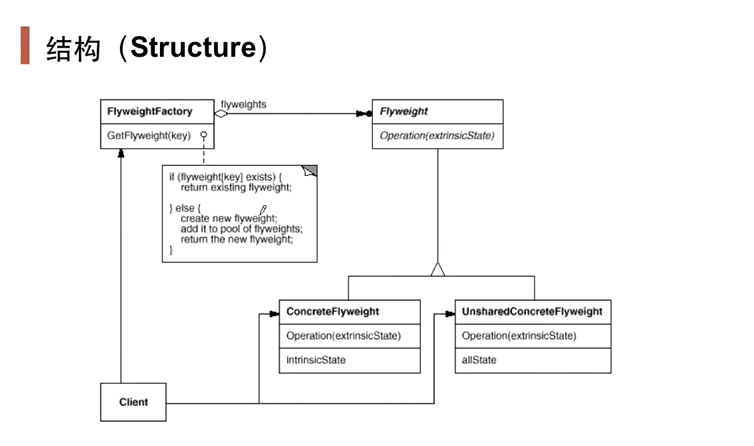 结构（Structure）
FlyweightFactory
GetFlyweight(key)
flyweights
Flyweight
Operation(extrinsicState)
if (flyweight[key] exists) {
return existing flyweight;
} else {
create new flyweight;
add it to pool of flyweights;
return the new flyweight;
}
ConcreteFlyweight
Operation(extrinsicState)
intrinsicState
UnsharedConcreteFlyweight
Operation(extrinsicState)
allState
Client